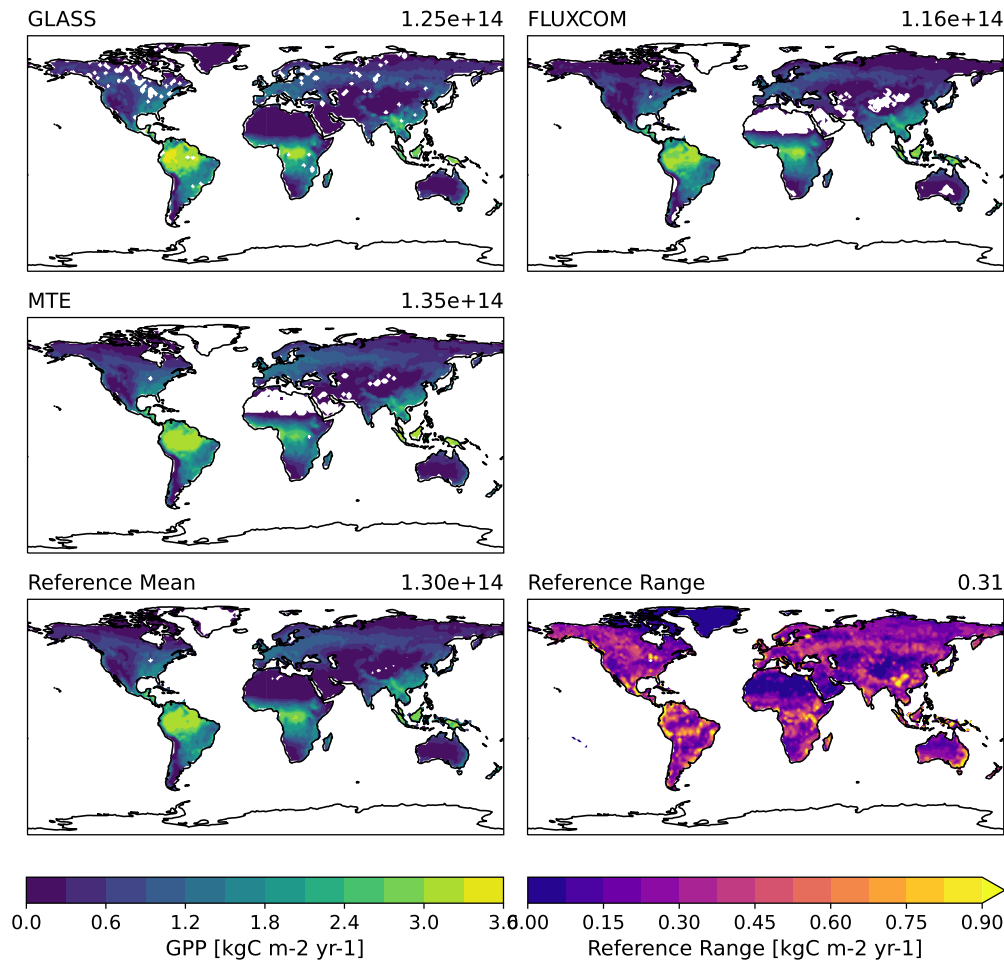 GLASS 1.25e+14
FLUXCOM 1.16e+14
MTE 1.35e+14
Reference Mean 1.30e+14
Reference Range 0.31
0.0 0.6 1.2 1.8 2.4 3.0 3.6
GPP [kgC m-2 yr-1]
0.00 0.15 0.30 0.45 0.60 0.75 0.90
Reference Range [kgC m-2 yr-1]